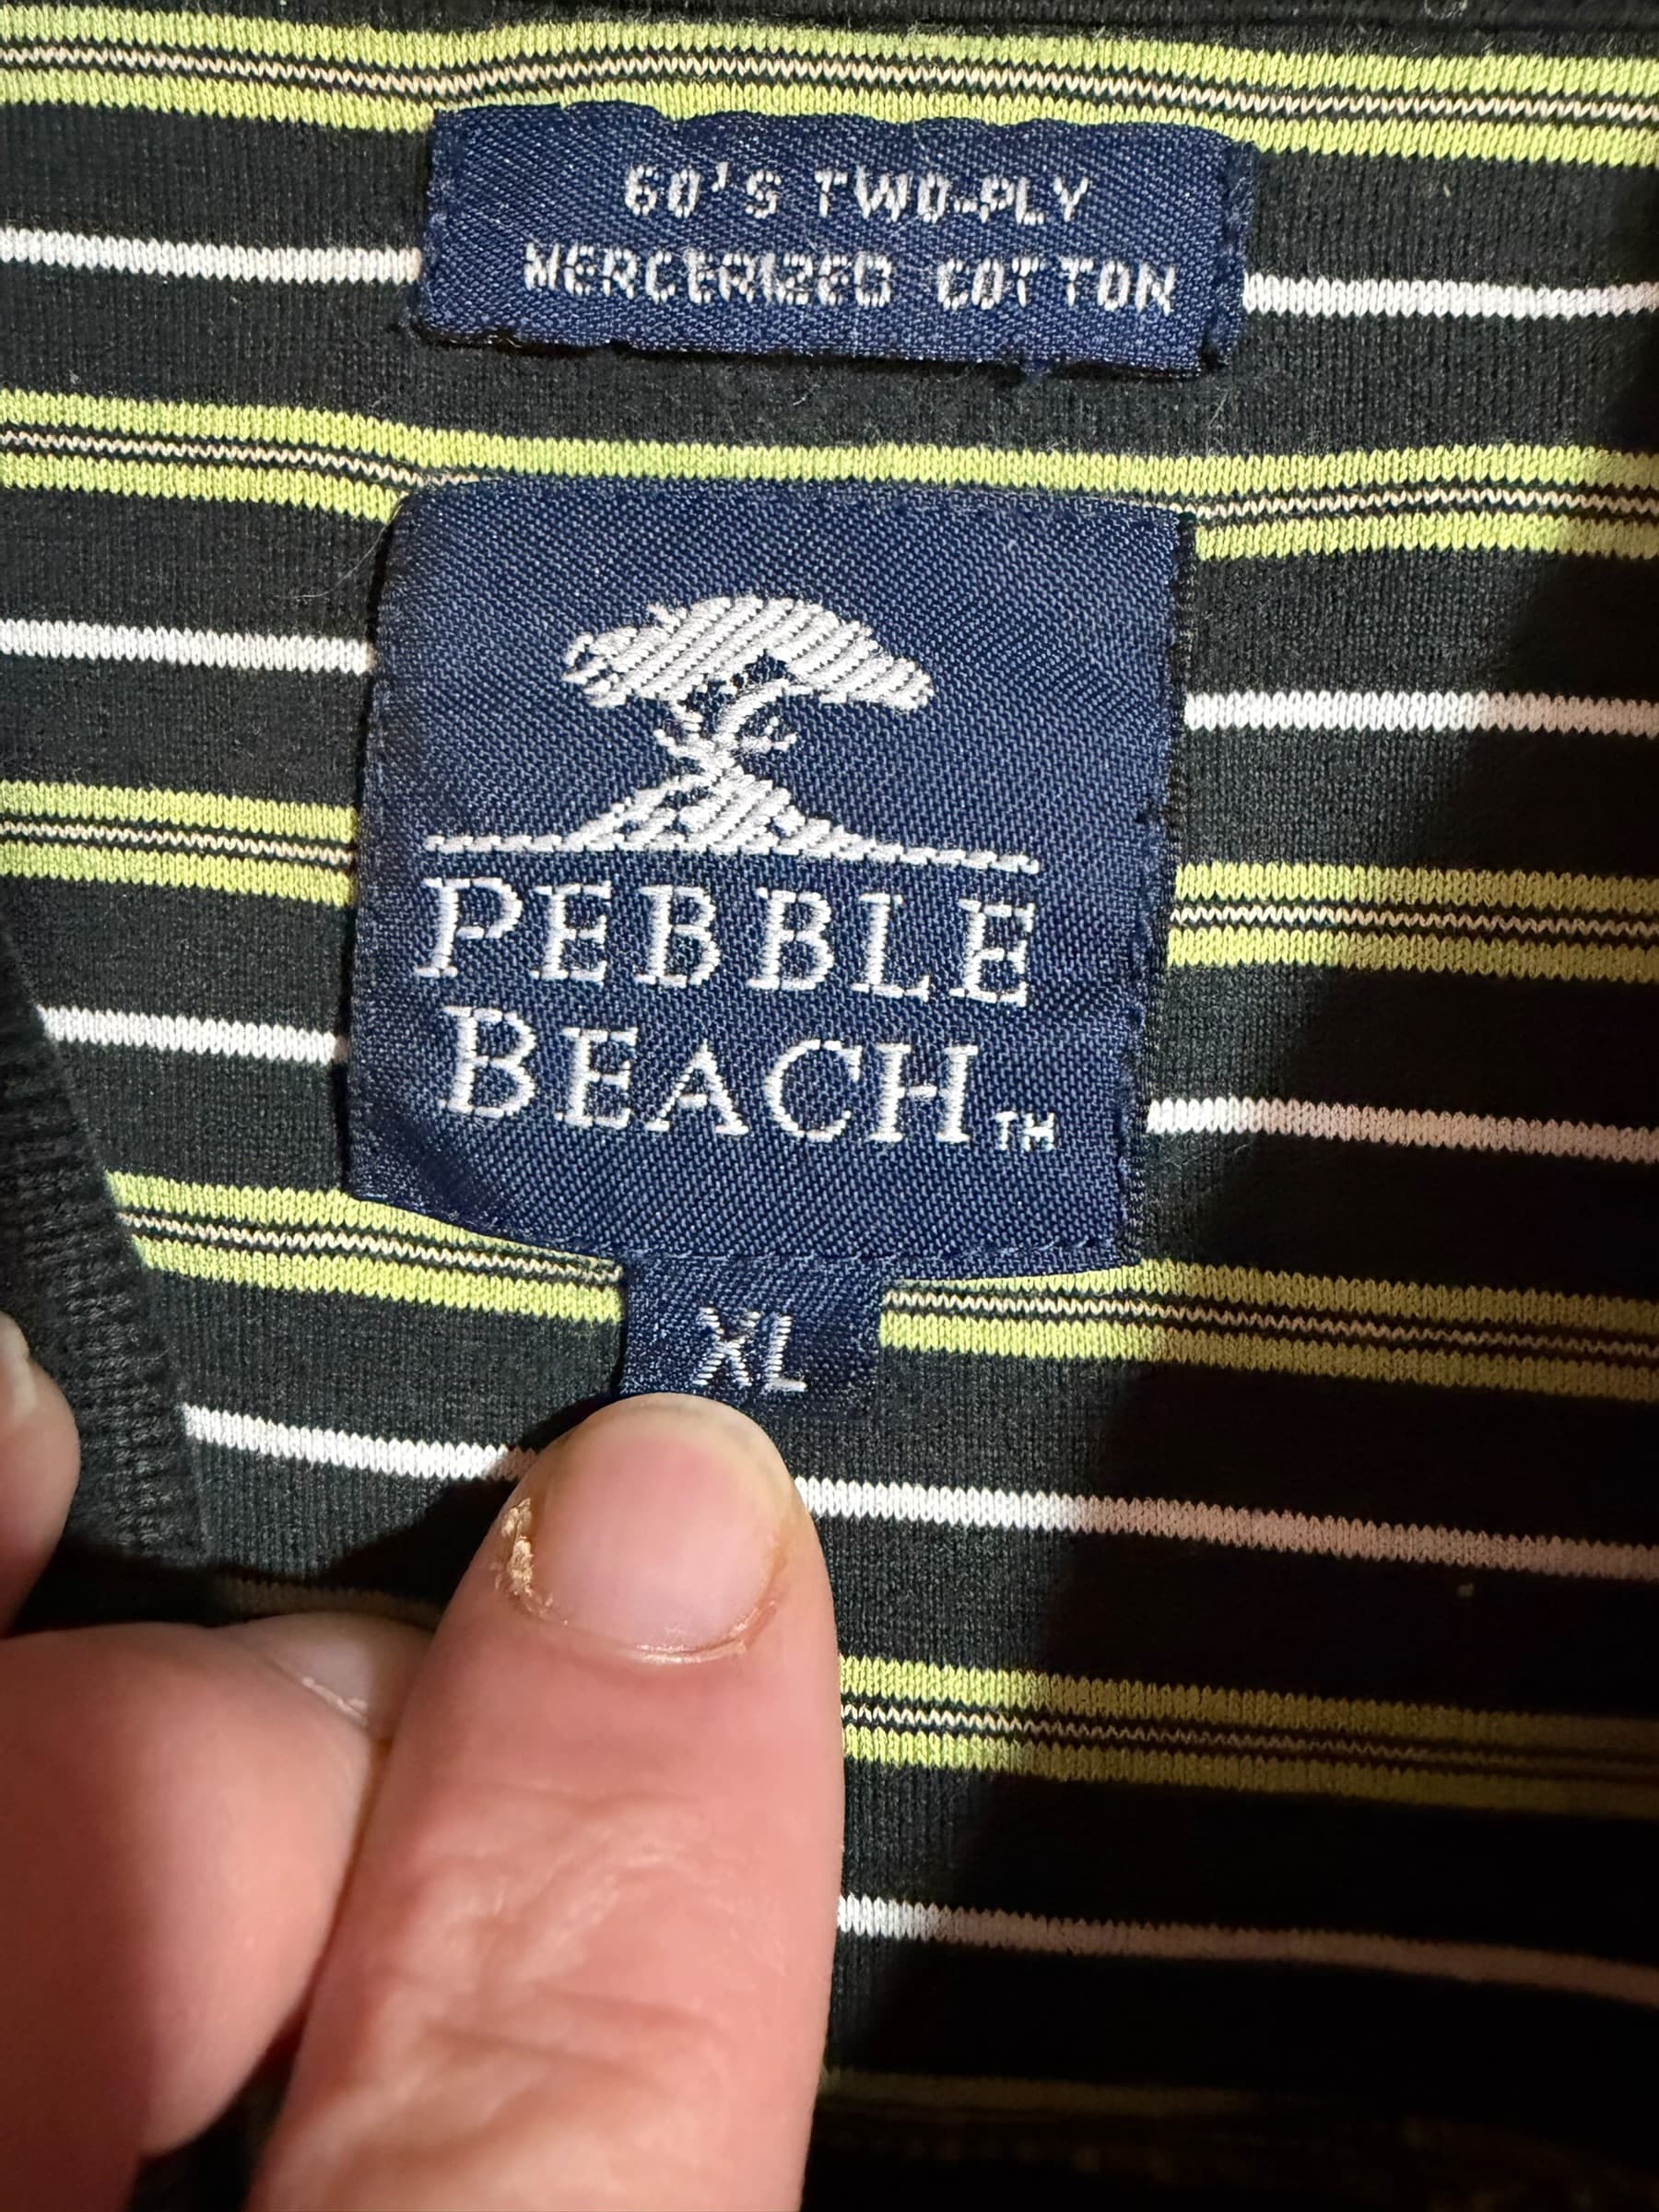 60'S TWO-PLY
MERCERIZED COTTON
PEBBLE
BEACH TM
XL